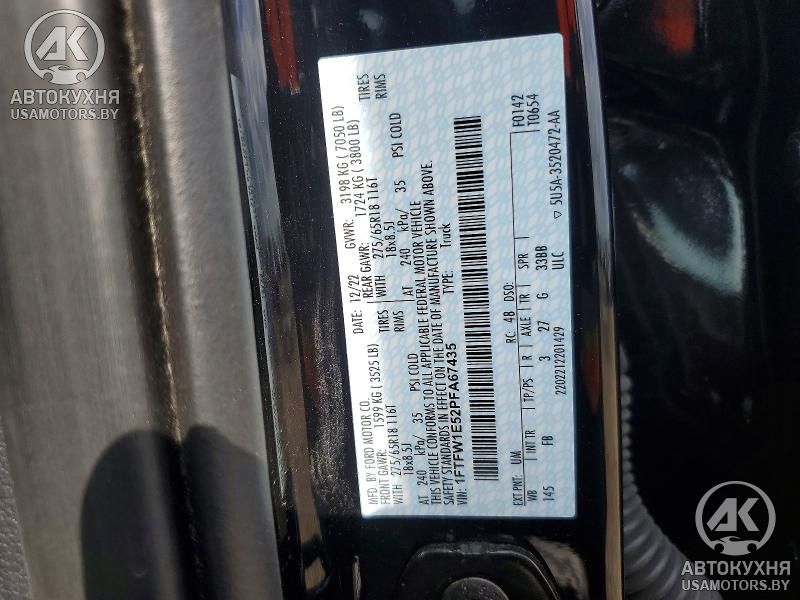 AK
АВТОКУХНЯ
USAMOTORS.BY
MFD. BY FORD MOTOR CO.
DATE: 12/22 GVWR: 3198 KG ( 7050 LB)
FRONT GAWR: 1599 KG ( 3525 LB) REAR GAWR: 1724 KG ( 3800 LB)
WITH 275/65R18 116T TIRES WITH 275/65R18 116T TIRES
18x8.5J RIMS 18x8.5J RIMS
AT 240 kPa/ 35 PSI COLD AT 240 kPa/ 35 PSI COLD
THIS VEHICLE CONFORMS TO ALL APPLICABLE FEDERAL MOTOR VEHICLE
SAFETY STANDARDS IN EFFECT ON THE DATE OF MANUFACTURE SHOWN ABOVE.
VIN: 1FTFW1E52PFA67435 TYPE: Truck
F0142
T0654
EXT PNT: UM RC: 48 DSO:
WB INT TR TP/PS R AXLE TR SPR
145 FB 3 27 G 33BB
2202212201429 ULC
▽ 5U5A-3520472-AA
AK
АВТОКУХНЯ
USAMOTORS.BY